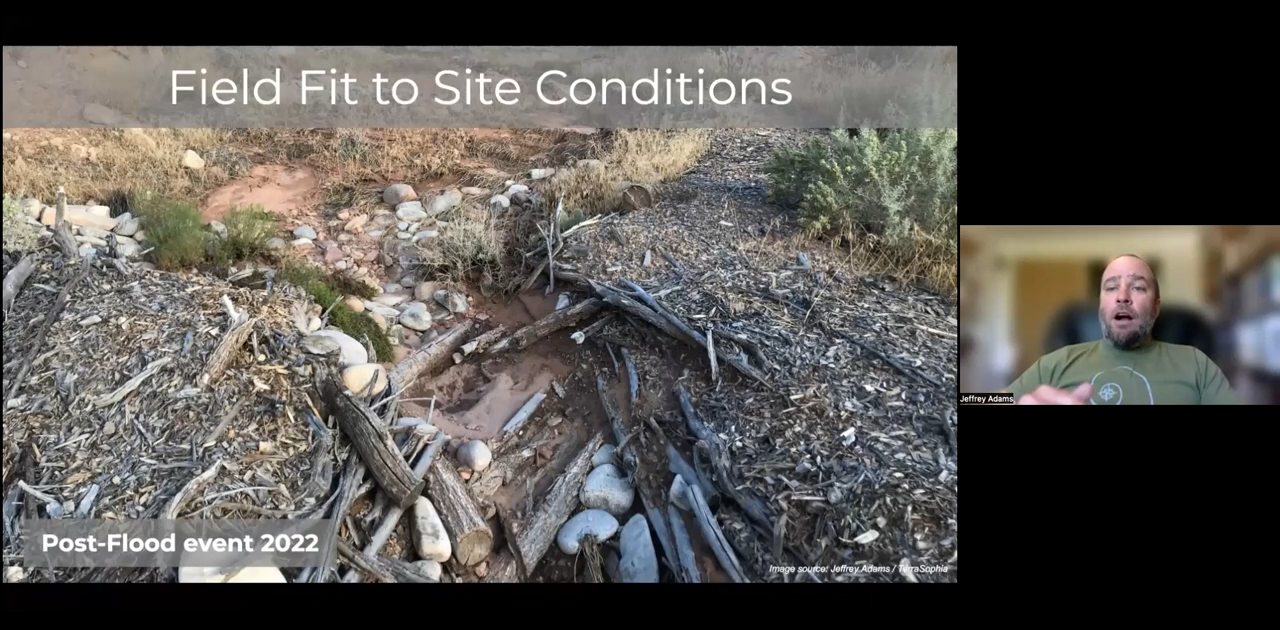 Field Fit to Site Conditions
Jeffrey Adams
Post-Flood event 2022
Image source: Jeffrey Adams / TerraSophia